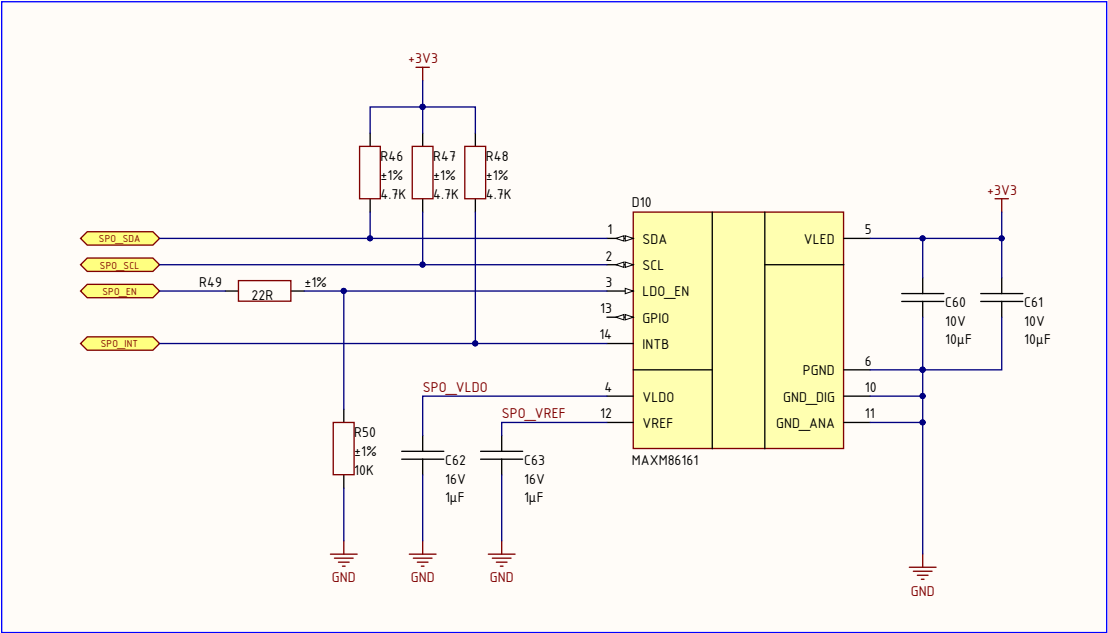 +3V3
R46
±1%
4.7K
R47
±1%
4.7K
R48
±1%
4.7K
+3V3
D10
SPO_SDA
1
SDA
VLED
5
SPO_SCL
2
SCL
SPO_EN
R49
22R
±1%
3
LDO_EN
13
GPIO
C60
10V
10µF
C61
10V
10µF
SPO_INT
14
INTB
PGND
6
SPO_VLDO
4
VLDO
GND_DIG
10
SPO_VREF
12
VREF
GND_ANA
11
MAXM86161
R50
±1%
10K
C62
16V
1µF
C63
16V
1µF
GND
GND
GND
GND